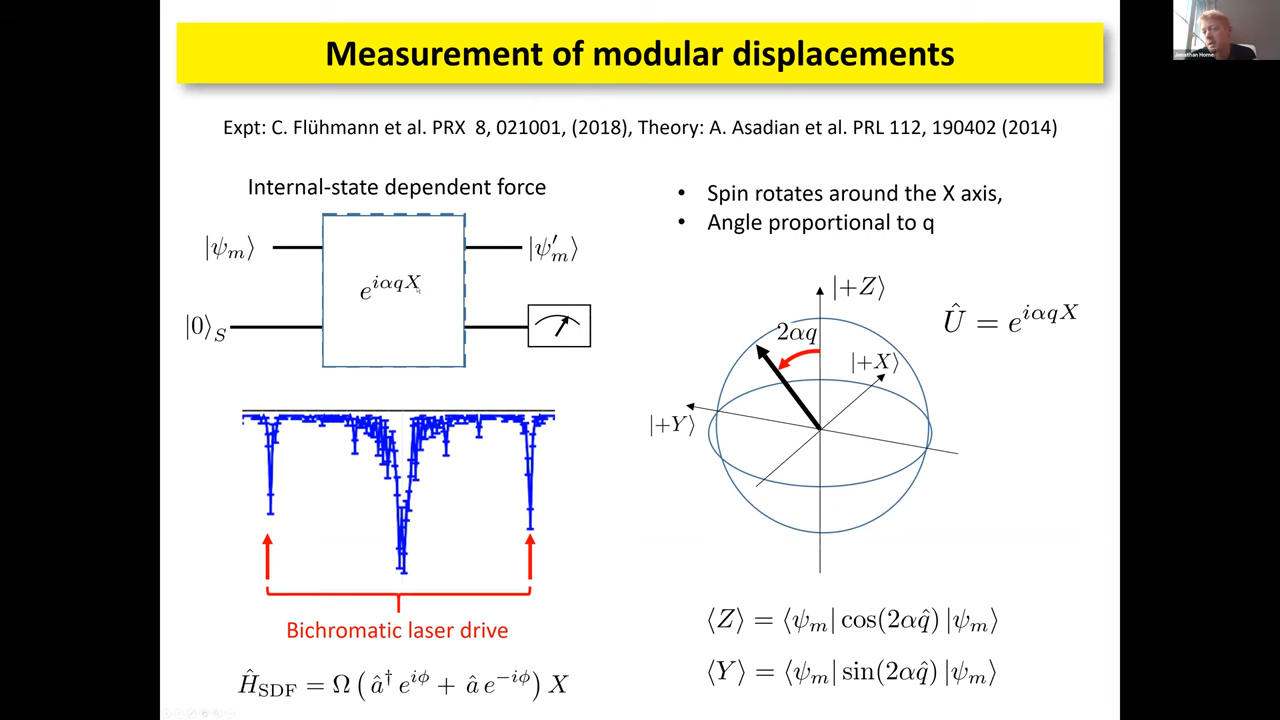 Measurement of modular displacements
Jonathan Home
Expt: C. Flühmann et al. PRX 8, 021001, (2018), Theory: A. Asadian et al. PRL 112, 190402 (2014)
Internal-state dependent force
|ψ_m⟩
e^{iαqX}
|ψ′_m⟩
|0⟩_S
Bichromatic laser drive
Ĥ_SDF = Ω (â† e^{iϕ} + â e^{−iϕ}) X
• Spin rotates around the X axis,
• Angle proportional to q
|+Z⟩
Û = e^{iαqX}
2αq
|+X⟩
|+Y⟩
⟨Z⟩ = ⟨ψ_m| cos(2αq̂) |ψ_m⟩
⟨Y⟩ = ⟨ψ_m| sin(2αq̂) |ψ_m⟩